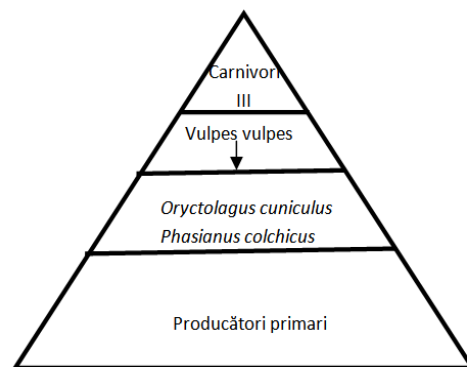 Carnivori
III
Vulpes vulpes
Oryctolagus cuniculus
Phasianus colchicus
Producători primari